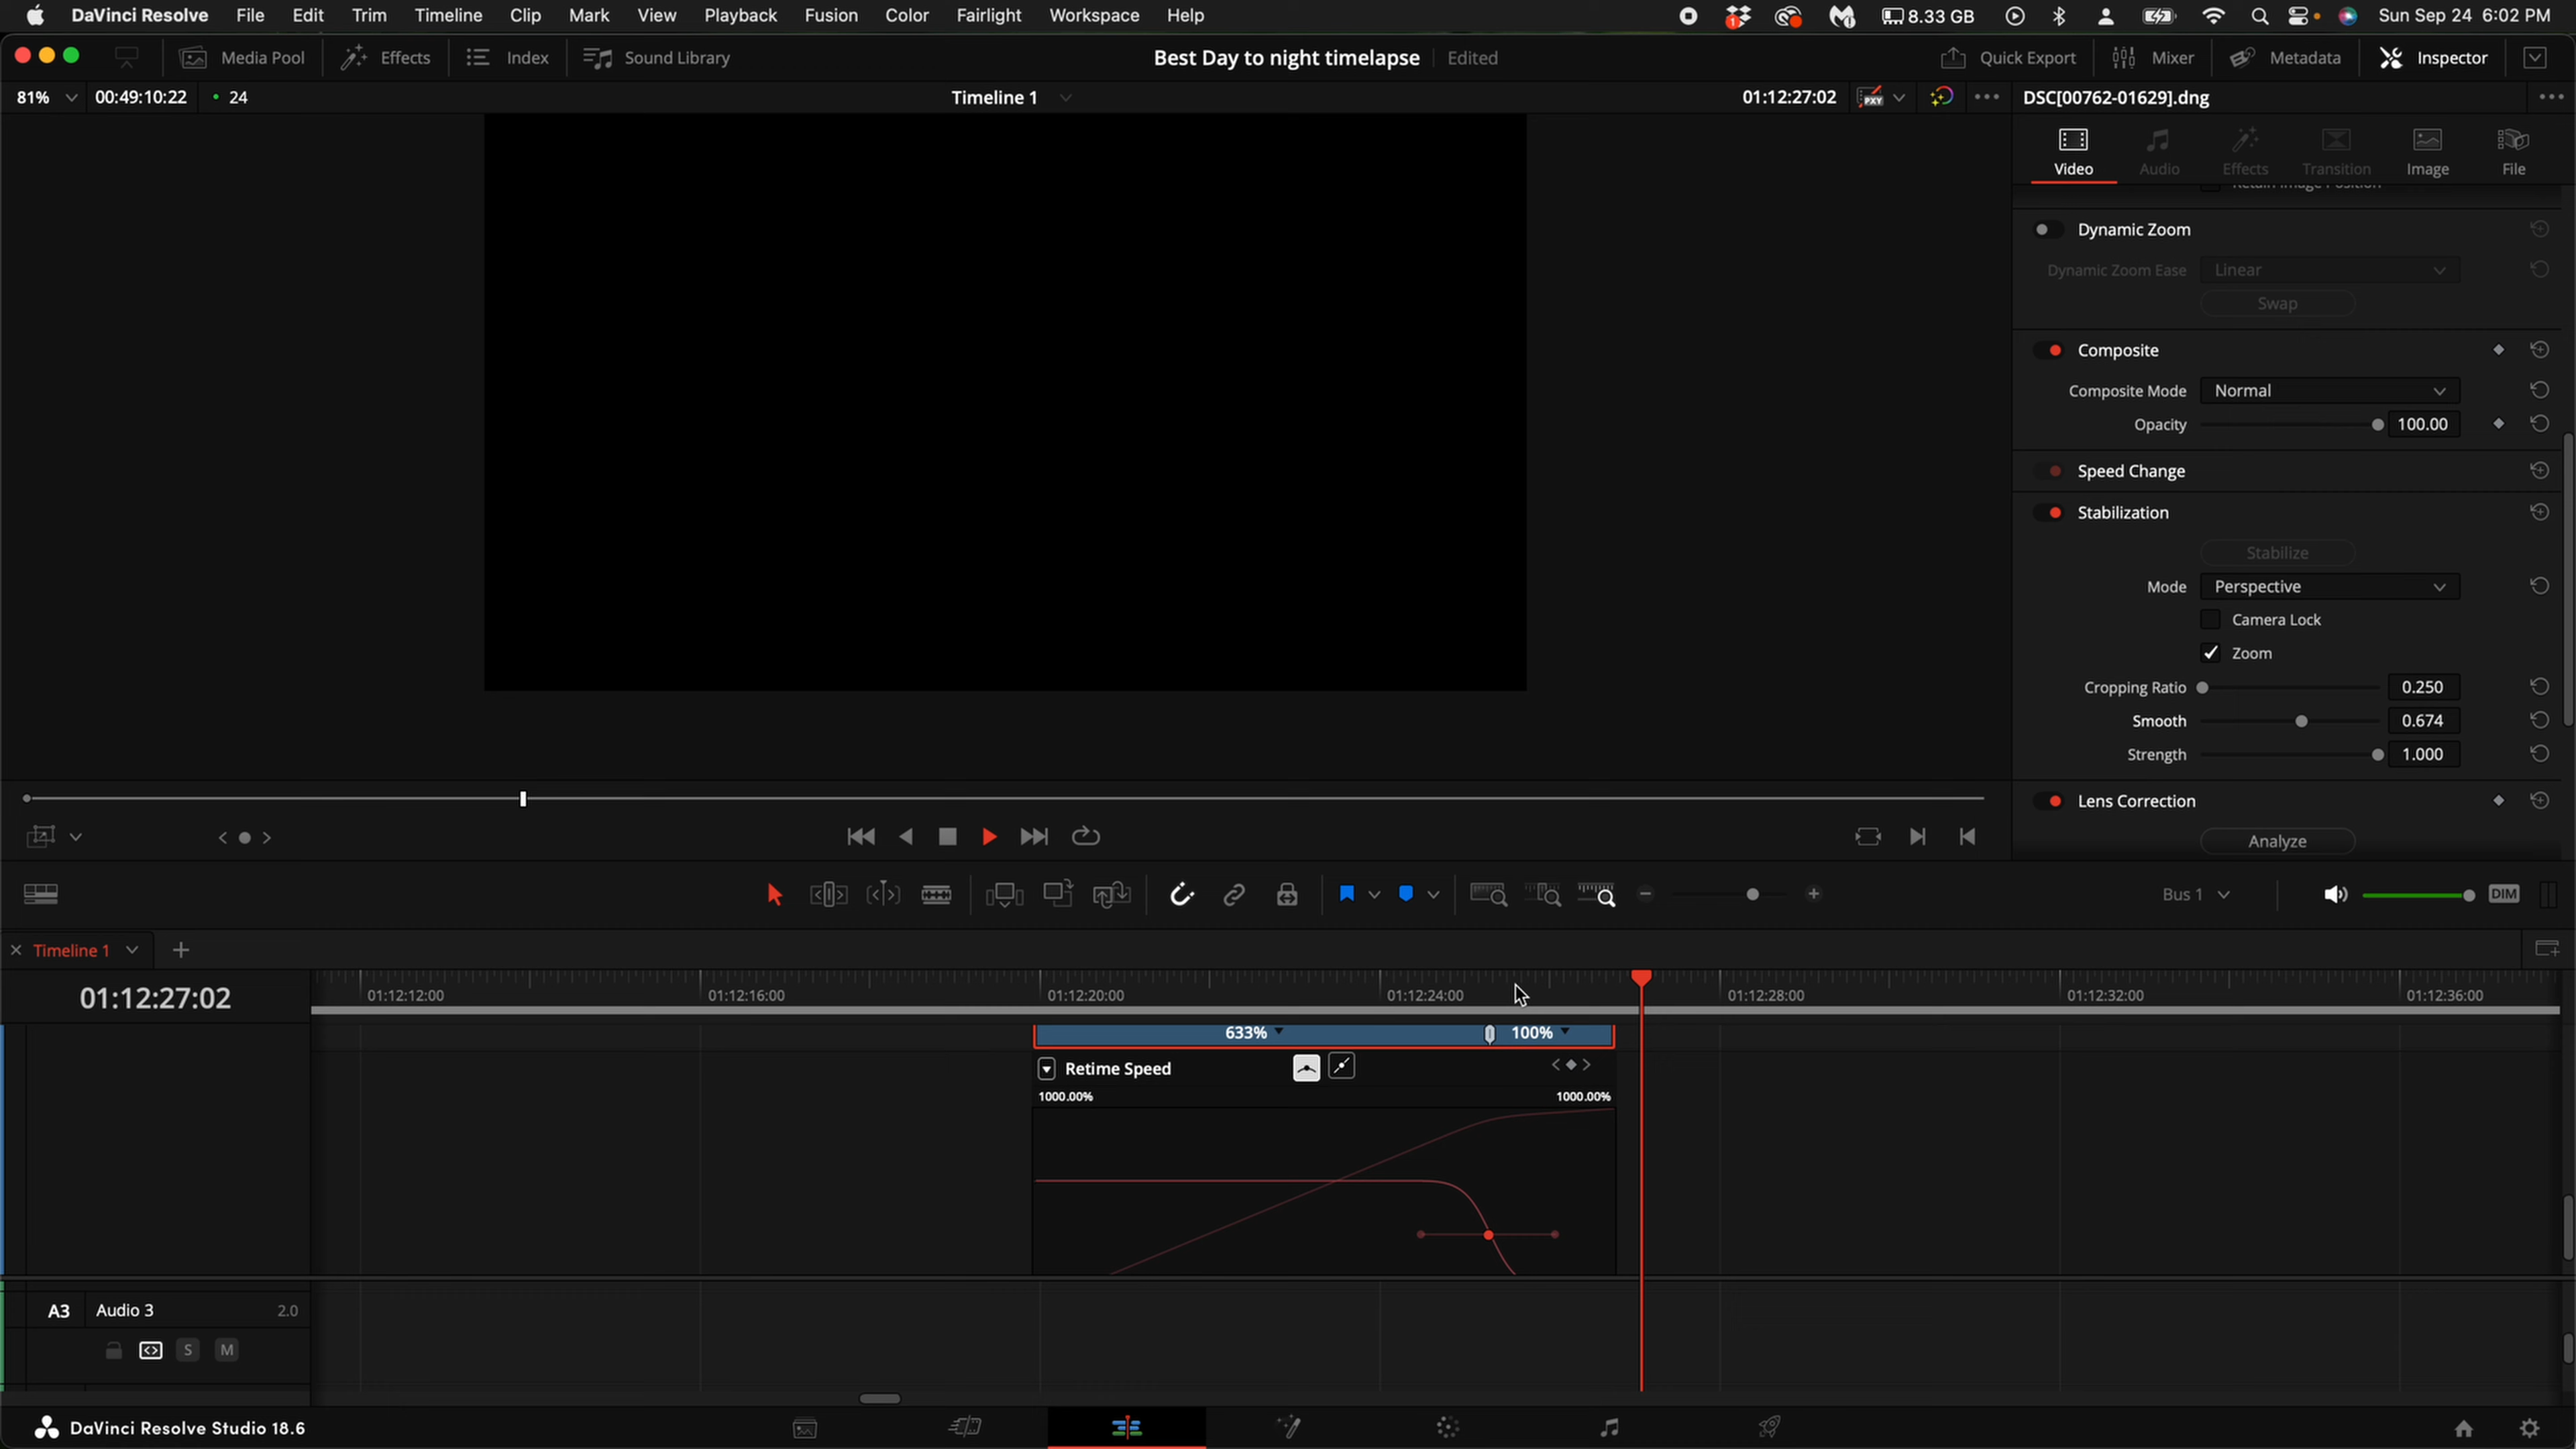 DaVinci Resolve File Edit Trim Timeline Clip Mark View Playback Fusion Color Fairlight Workspace Help 1 8.33 GB Sun Sep 24 6:02 PM
Media Pool Effects Index Sound Library Best Day to night timelapse Edited Quick Export Mixer Metadata Inspector
81% 00:49:10:22 24 Timeline 1 01:12:27:02 PXY DSC[00762-01629].dng
Video Audio Effects Transition Image File
Retain Image Position
Dynamic Zoom
Dynamic Zoom Ease Linear
Swap
Composite
Composite Mode Normal
Opacity 100.00
Speed Change
Stabilization
Stabilize
Mode Perspective
Camera Lock
Zoom
Cropping Ratio 0.250
Smooth 0.674
Strength 1.000
Lens Correction
Analyze
Bus 1 DIM
Timeline 1
01:12:27:02 01:12:12:00 01:12:16:00 01:12:20:00 01:12:24:00 01:12:28:00 01:12:32:00 01:12:36:00
633% 100%
Retime Speed
1000.00% 1000.00%
A3 Audio 3 2.0
S M
DaVinci Resolve Studio 18.6